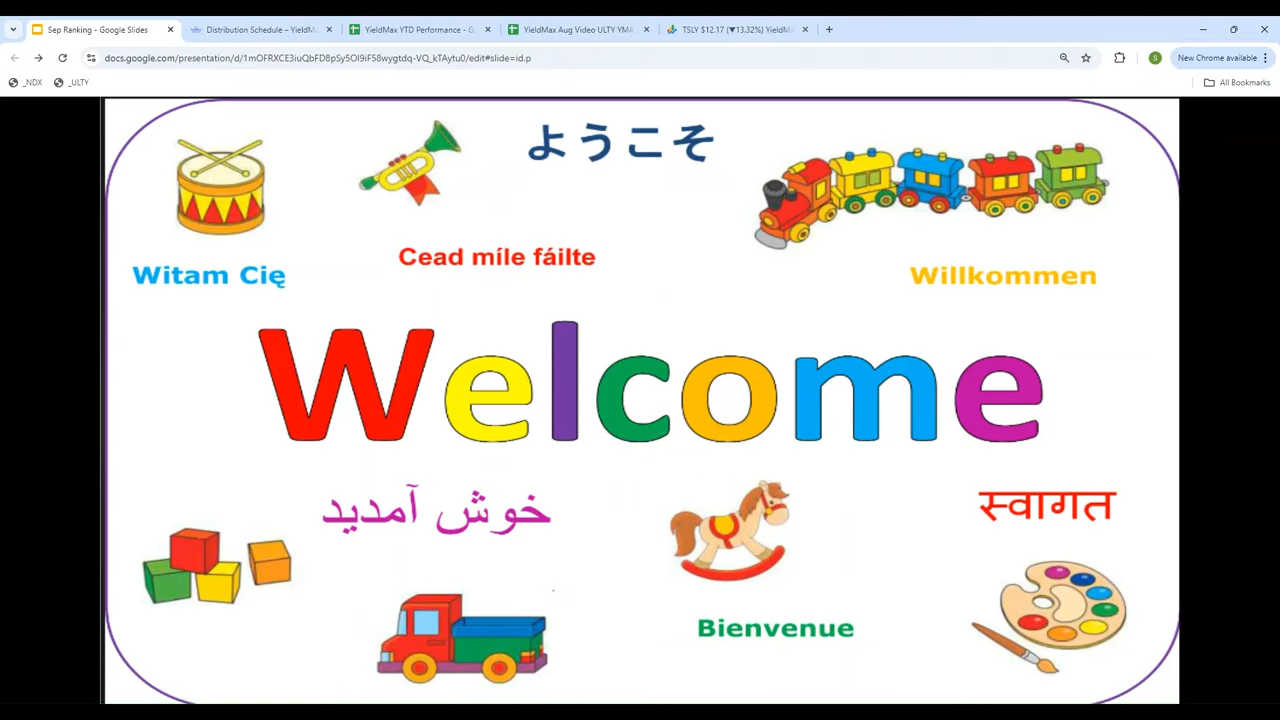 Sep Ranking - Google Slides
Distribution Schedule – YieldM
YieldMax YTD Performance - G
YieldMax Aug Video ULTY YMA
TSLY $12.17 (▼13.32%) YieldM
docs.google.com/presentation/d/1mOFRXCE3iuQbFD8pSy5Ol9iF58wygtdq-VQ_kTAytu0/edit#slide=id.p
S
New Chrome available
_NDX
_ULTY
All Bookmarks
ようこそ
Cead míle fáilte
Witam Cię
Willkommen
Welcome
خوش آمدید
स्वागत
Bienvenue